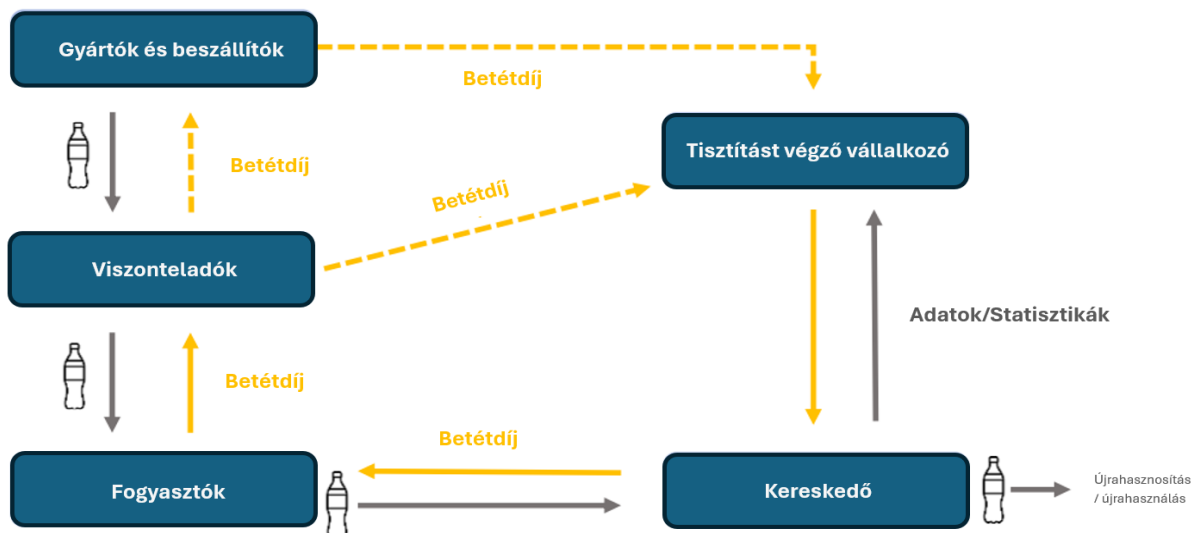 Gyártók és beszállítók
Betétdíj
Betétdíj
Tisztítást végző vállalkozó
Betétdíj
Viszonteladók
Adatok/Statisztikák
Betétdíj
Betétdíj
Fogyasztók
Kereskedő
Újrahasznosítás
/ újrahasználás